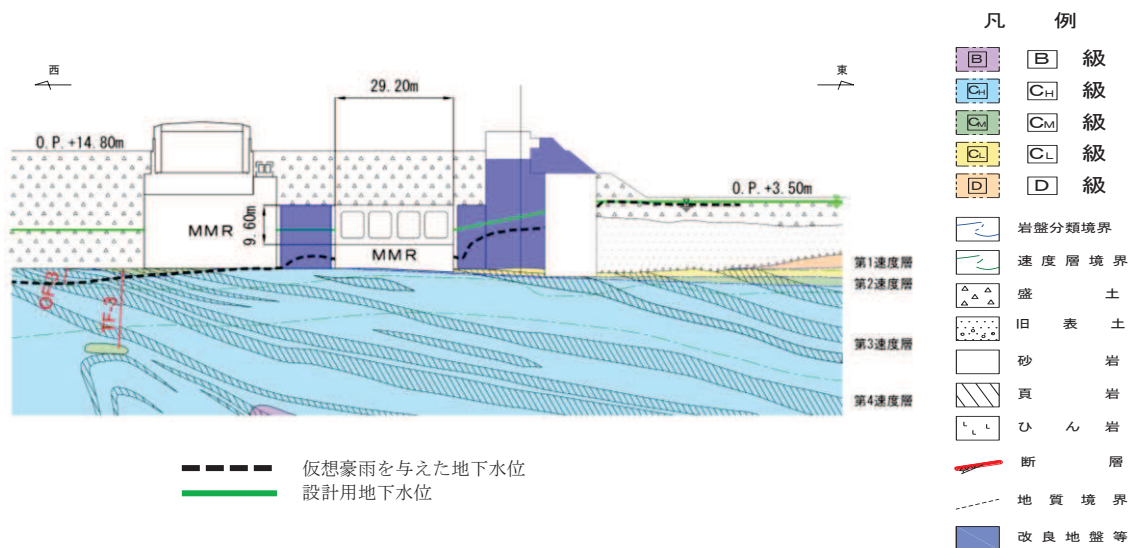 西
東
29.20m
O.P.+14.80m
O.P.+3.50m
9.60m
MMR
MMR
OF-3
TF-3
第1速度層
第2速度層
第3速度層
第4速度層
仮想豪雨を与えた地下水位
設計用地下水位
凡 例
B B 級
CH CH 級
CM CM 級
CL CL 級
D D 級
岩盤分類境界
速度層境界
盛土
旧表土
砂岩
頁岩
ひん岩
断層
地質境界
改良地盤等